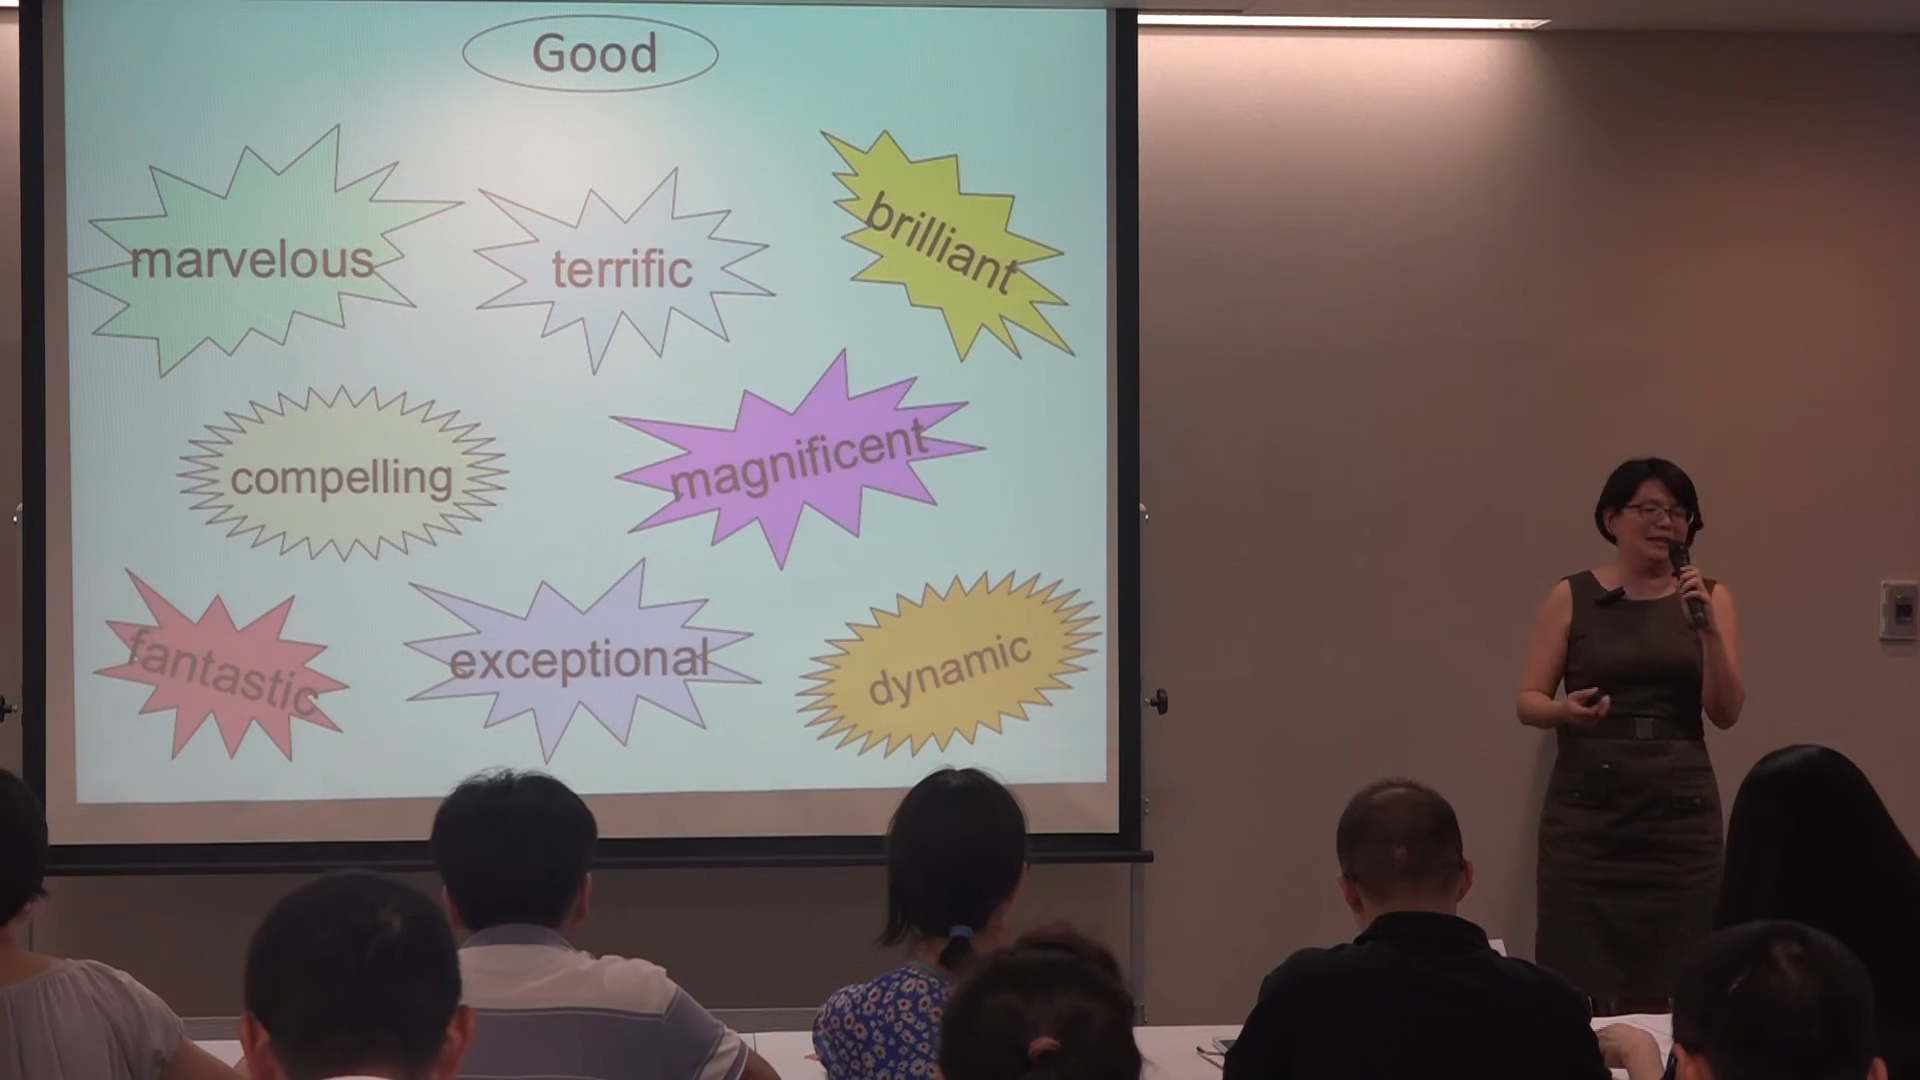 Good
marvelous
terrific
brilliant
compelling
magnificent
fantastic
exceptional
dynamic